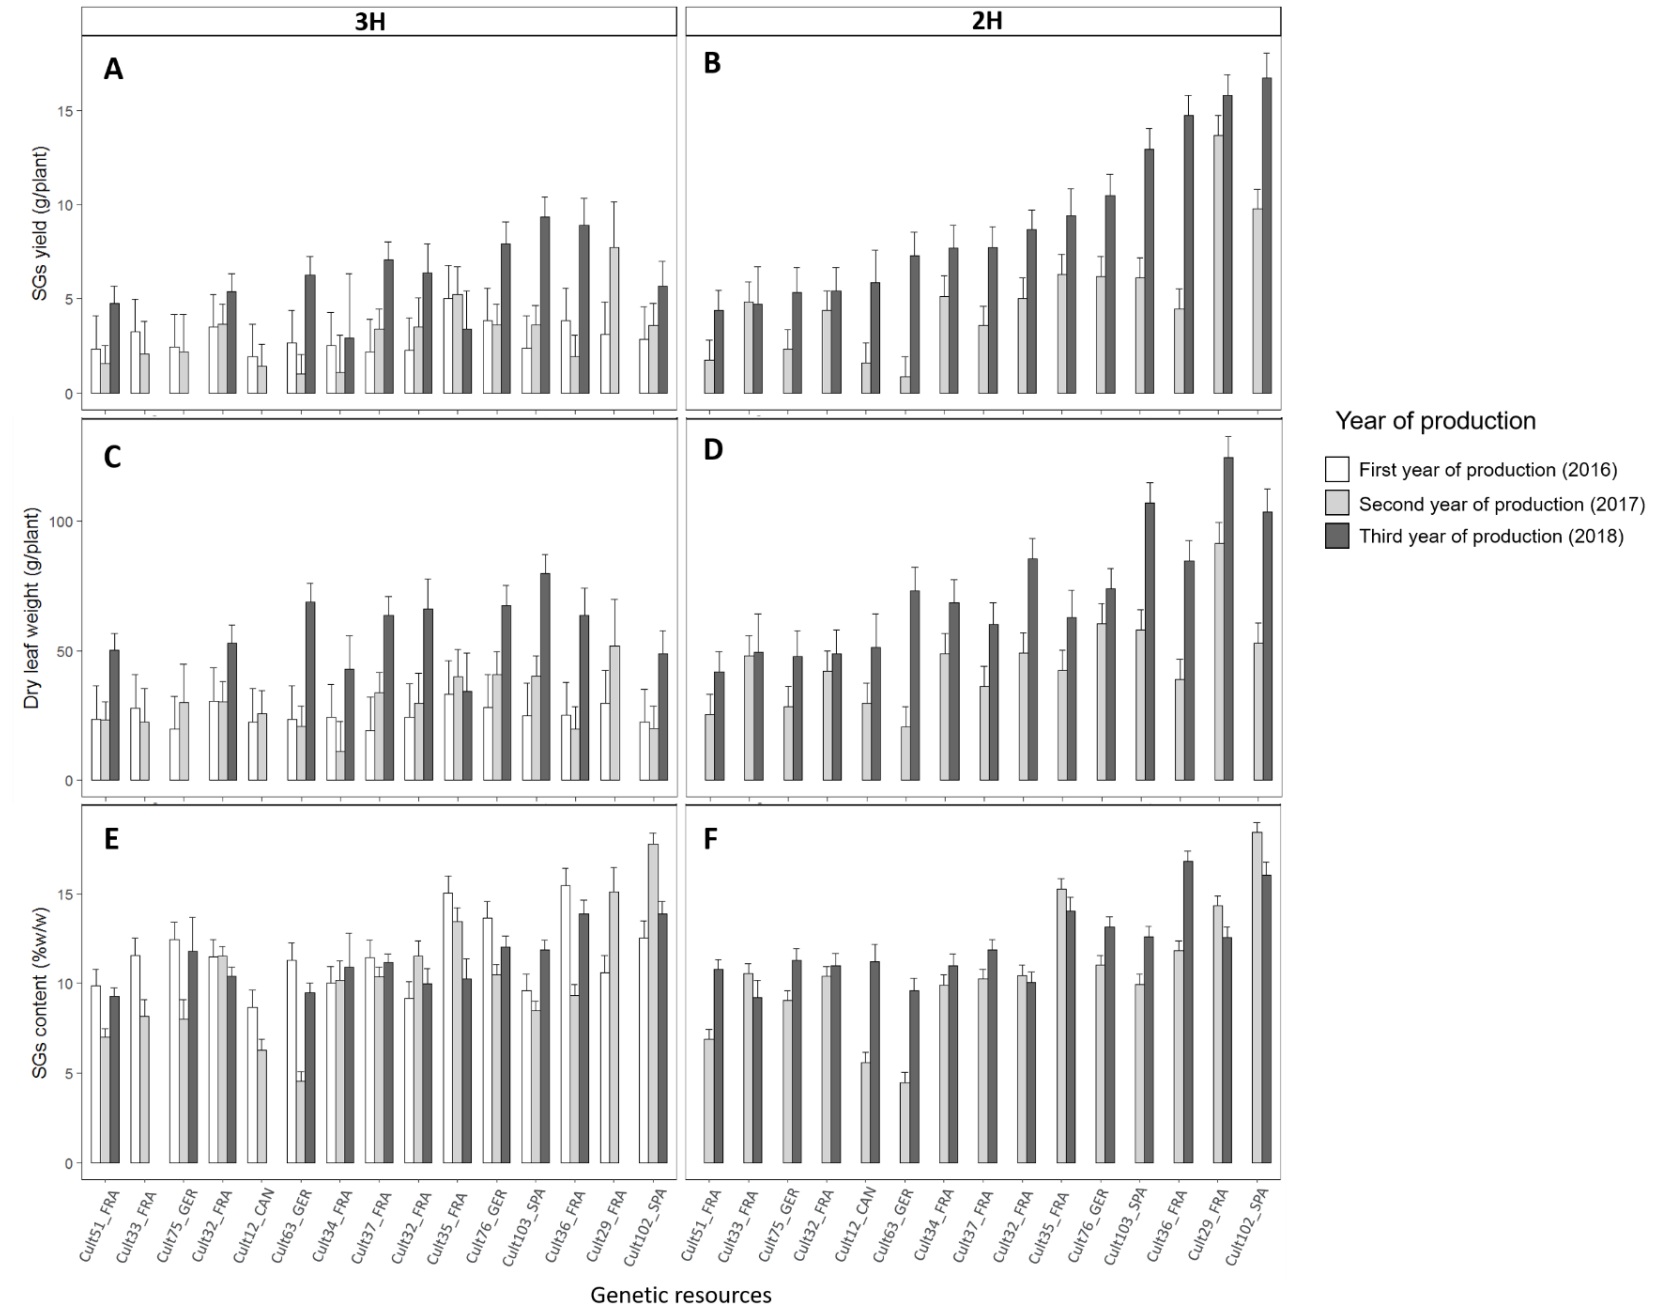 3H
2H
A
B
SGs yield (g/plant)
15
10
5
0
C
D
Dry leaf weight (g/plant)
100
50
0
E
F
SGs content (%w/w)
15
10
5
0
Cult51_FRA
Cult33_FRA
Cult75_GER
Cult32_FRA
Cult12_CAN
Cult63_GER
Cult34_FRA
Cult37_FRA
Cult32_FRA
Cult35_FRA
Cult76_GER
Cult103_SPA
Cult36_FRA
Cult29_FRA
Cult102_SPA
Cult51_FRA
Cult33_FRA
Cult75_GER
Cult32_FRA
Cult12_CAN
Cult63_GER
Cult34_FRA
Cult37_FRA
Cult32_FRA
Cult35_FRA
Cult76_GER
Cult103_SPA
Cult36_FRA
Cult29_FRA
Cult102_SPA
Genetic resources
Year of production
First year of production (2016)
Second year of production (2017)
Third year of production (2018)